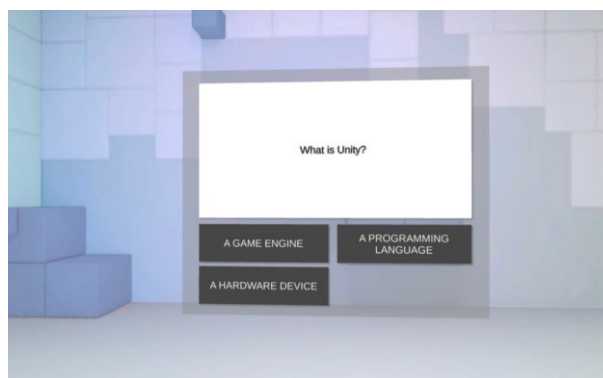 What is Unity?
A GAME ENGINE
A PROGRAMMING
LANGUAGE
A HARDWARE DEVICE